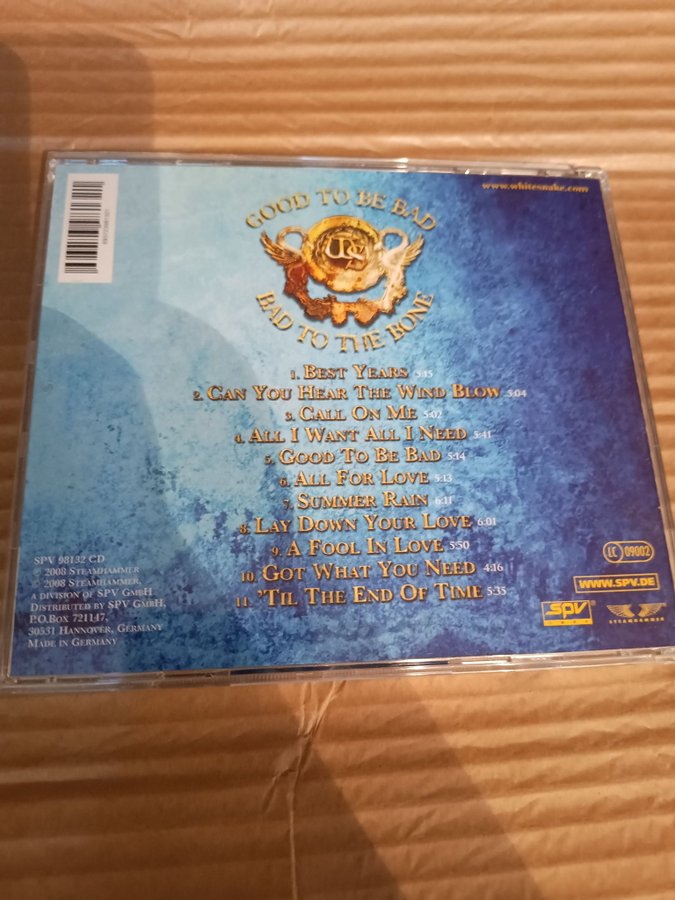 www.whitesnake.com
GOOD TO BE BAD
BAD TO THE BONE
1. BEST YEARS 5:15
2. CAN YOU HEAR THE WIND BLOW 5:04
3. CALL ON ME 5:02
4. ALL I WANT ALL I NEED 5:41
5. GOOD TO BE BAD 5:14
6. ALL FOR LOVE 5:13
7. SUMMER RAIN 6:11
8. LAY DOWN YOUR LOVE 6:01
9. A FOOL IN LOVE 5:50
10. GOT WHAT YOU NEED 4:16
11. 'TIL THE END OF TIME 5:35
SPV 98132 CD
℗ 2008 STEAMHAMMER
© 2008 STEAMHAMMER,
A DIVISION OF SPV GMBH
DISTRIBUTED BY SPV GMBH,
P.O.BOX 721147,
30531 HANNOVER, GERMANY
MADE IN GERMANY
LC 09002
WWW.SPV.DE
SPV
STEAMHAMMER